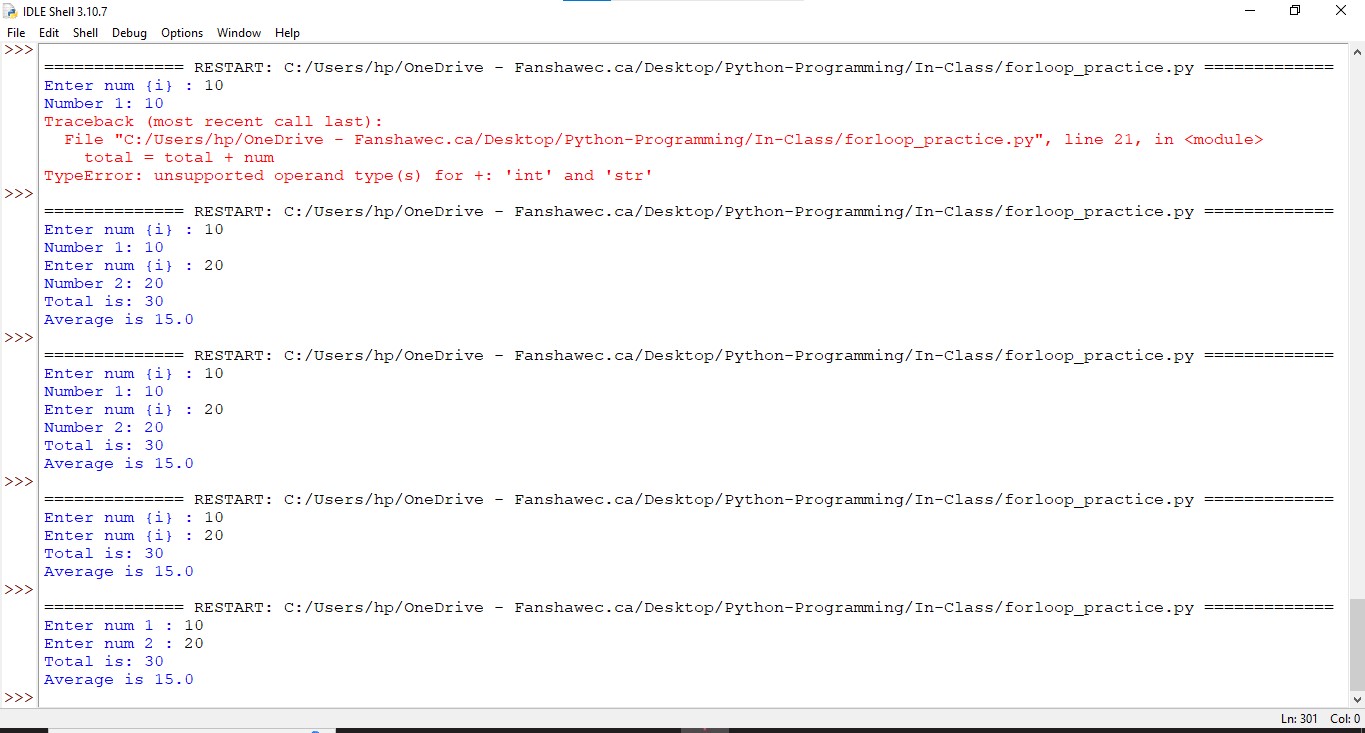 IDLE Shell 3.10.7
File Edit Shell Debug Options Window Help
>>>
============== RESTART: C:/Users/hp/OneDrive - Fanshawec.ca/Desktop/Python-Programming/In-Class/forloop_practice.py =============
Enter num {i} : 10
Number 1: 10
Traceback (most recent call last):
  File "C:/Users/hp/OneDrive - Fanshawec.ca/Desktop/Python-Programming/In-Class/forloop_practice.py", line 21, in <module>
    total = total + num
TypeError: unsupported operand type(s) for +: 'int' and 'str'
>>>
============== RESTART: C:/Users/hp/OneDrive - Fanshawec.ca/Desktop/Python-Programming/In-Class/forloop_practice.py =============
Enter num {i} : 10
Number 1: 10
Enter num {i} : 20
Number 2: 20
Total is: 30
Average is 15.0
>>>
============== RESTART: C:/Users/hp/OneDrive - Fanshawec.ca/Desktop/Python-Programming/In-Class/forloop_practice.py =============
Enter num {i} : 10
Number 1: 10
Enter num {i} : 20
Number 2: 20
Total is: 30
Average is 15.0
>>>
============== RESTART: C:/Users/hp/OneDrive - Fanshawec.ca/Desktop/Python-Programming/In-Class/forloop_practice.py =============
Enter num {i} : 10
Enter num {i} : 20
Total is: 30
Average is 15.0
>>>
============== RESTART: C:/Users/hp/OneDrive - Fanshawec.ca/Desktop/Python-Programming/In-Class/forloop_practice.py =============
Enter num 1 : 10
Enter num 2 : 20
Total is: 30
Average is 15.0
>>>
Ln: 301 Col: 0